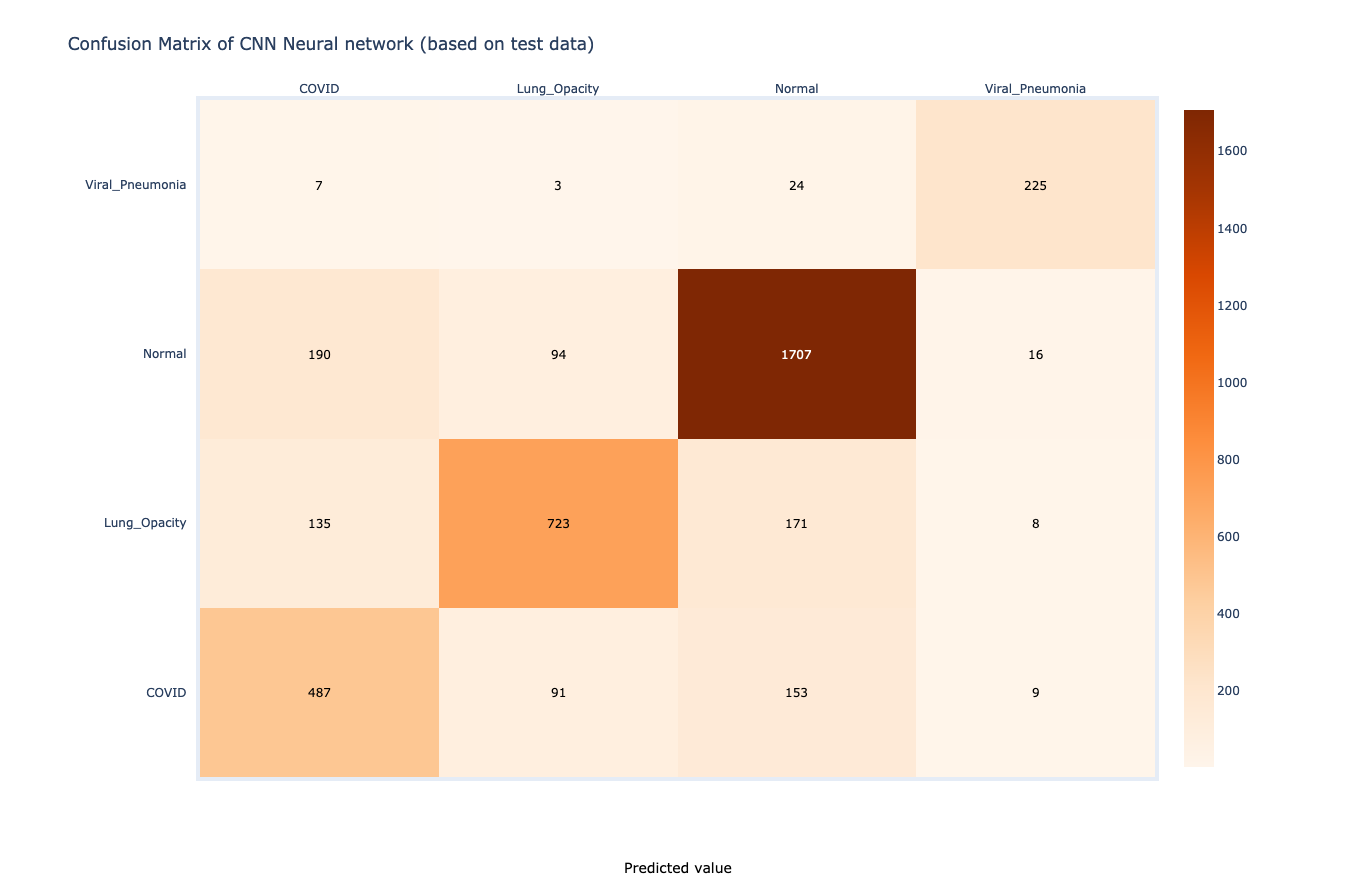 Confusion Matrix of CNN Neural network (based on test data)
COVID Lung_Opacity Normal Viral_Pneumonia
Viral_Pneumonia 7 3 24 225
Normal 190 94 1707 16
Lung_Opacity 135 723 171 8
COVID 487 91 153 9
1600
1400
1200
1000
800
600
400
200
Predicted value